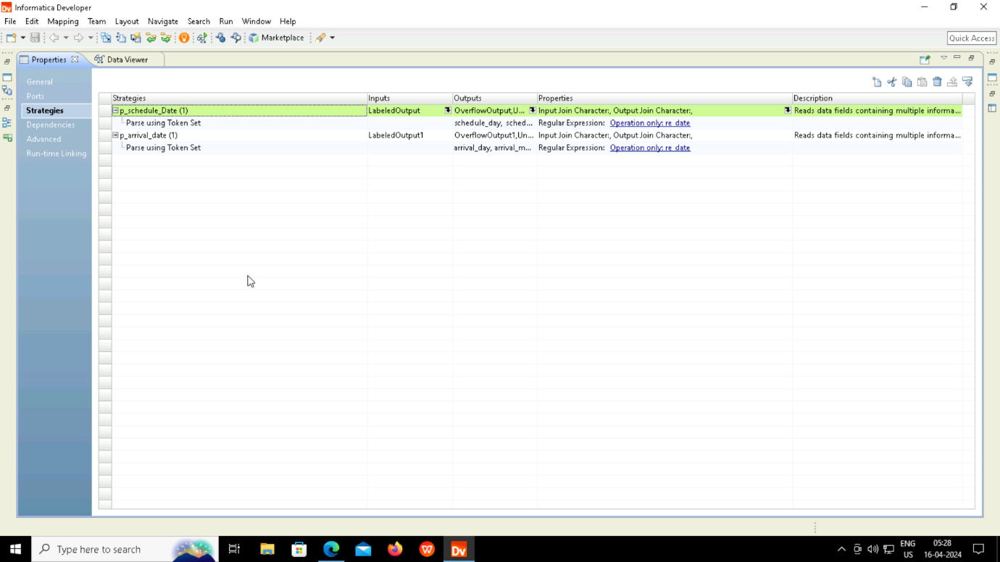 Informatica Developer
File Edit Mapping Team Layout Navigate Search Run Window Help
Marketplace
Quick Access
Properties Data Viewer
General
Ports
Strategies
Dependencies
Advanced
Run-time Linking
Strategies Inputs Outputs Properties Description
p_schedule_Date (1) LabeledOutput OverflowOutput,U... Input Join Character:, Output Join Character:, Reads data fields containing multiple informa...
Parse using Token Set schedule_day, sched... Regular Expression: Operation only: re_date
p_arrival_date (1) LabeledOutput1 OverflowOutput1,Un... Input Join Character:, Output Join Character:, Reads data fields containing multiple informa...
Parse using Token Set arrival_day, arrival_m... Regular Expression: Operation only: re_date
Type here to search
Dv
ENG
US
05:28
16-04-2024